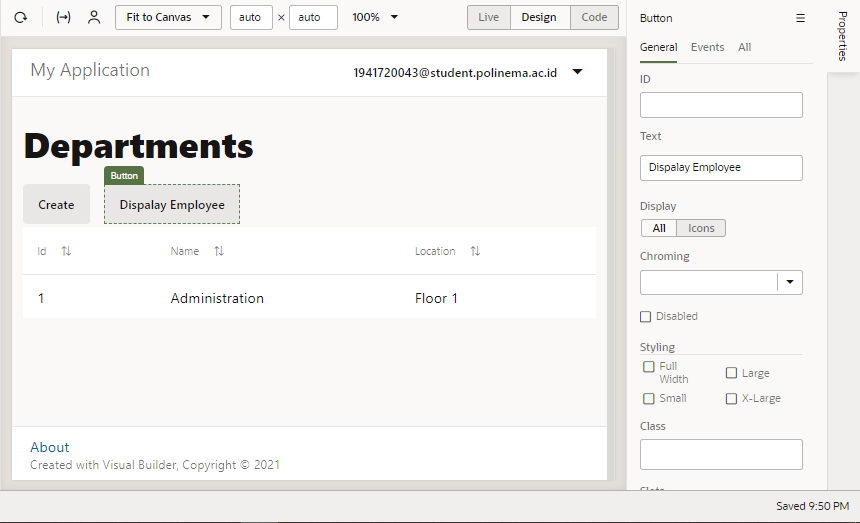 Fit to Canvas auto × auto 100% Live Design Code
My Application 1941720043@student.polinema.ac.id
Departments
Button
Create Dispalay Employee
Id Name Location
1 Administration Floor 1
About
Created with Visual Builder, Copyright © 2021
Button
General Events All
ID
Text
Dispalay Employee
Display
All Icons
Chroming
Disabled
Styling
Full Width Large
Small X-Large
Class
Properties
Saved 9:50 PM